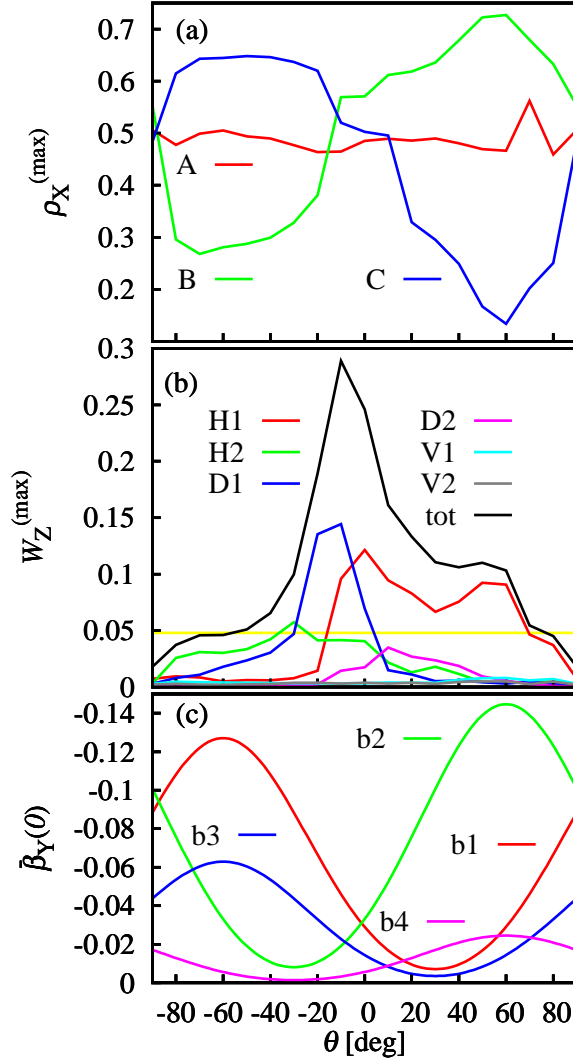 (a)
0.7
0.6
0.5
0.4
0.3
0.2
A
B
C
ρX(max)
(b)
0.3
0.25
0.2
0.15
0.1
0.05
0
H1
H2
D1
D2
V1
V2
tot
WZ(max)
(c)
-0.14
-0.12
-0.1
-0.08
-0.06
-0.04
-0.02
0
b2
b3
b1
b4
β̄Y(0)
-80 -60 -40 -20 0 20 40 60 80
θ [deg]